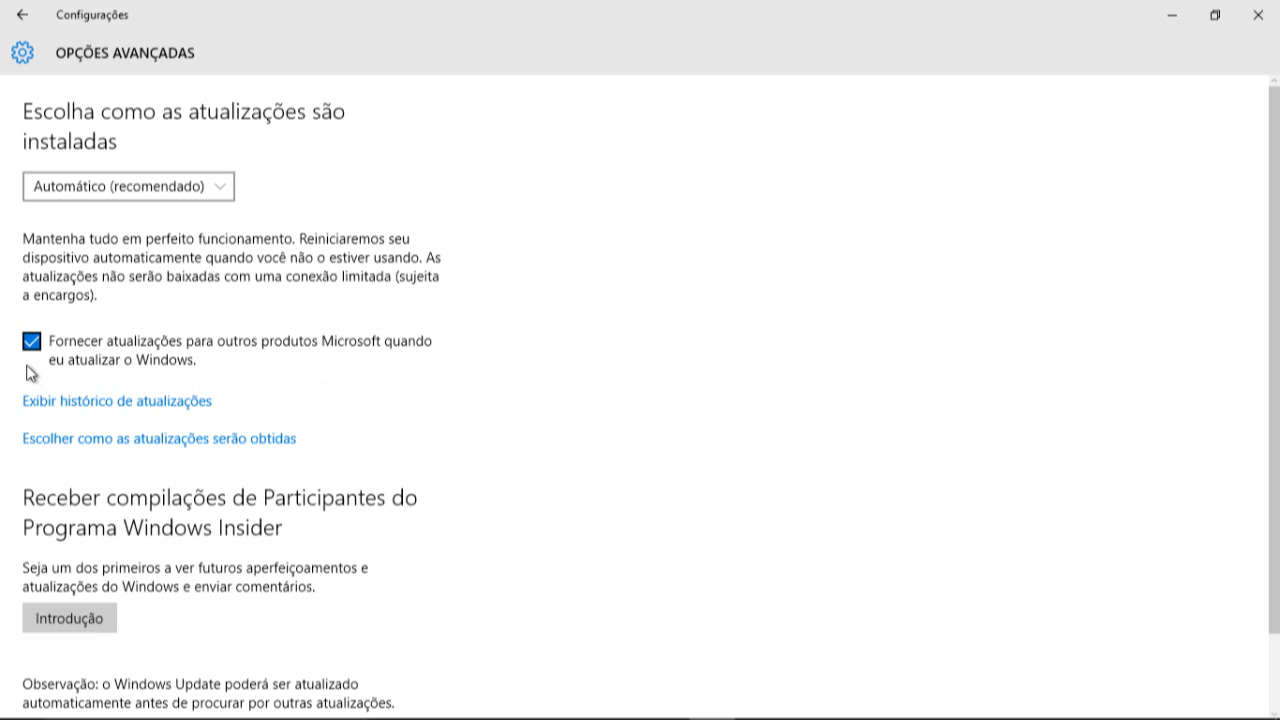 Configurações
OPÇÕES AVANÇADAS
Escolha como as atualizações são
instaladas
Automático (recomendado)
Mantenha tudo em perfeito funcionamento. Reiniciaremos seu
dispositivo automaticamente quando você não o estiver usando. As
atualizações não serão baixadas com uma conexão limitada (sujeita
a encargos).
Fornecer atualizações para outros produtos Microsoft quando
eu atualizar o Windows.
Exibir histórico de atualizações
Escolher como as atualizações serão obtidas
Receber compilações de Participantes do
Programa Windows Insider
Seja um dos primeiros a ver futuros aperfeiçoamentos e
atualizações do Windows e enviar comentários.
Introdução
Observação: o Windows Update poderá ser atualizado
automaticamente antes de procurar por outras atualizações.